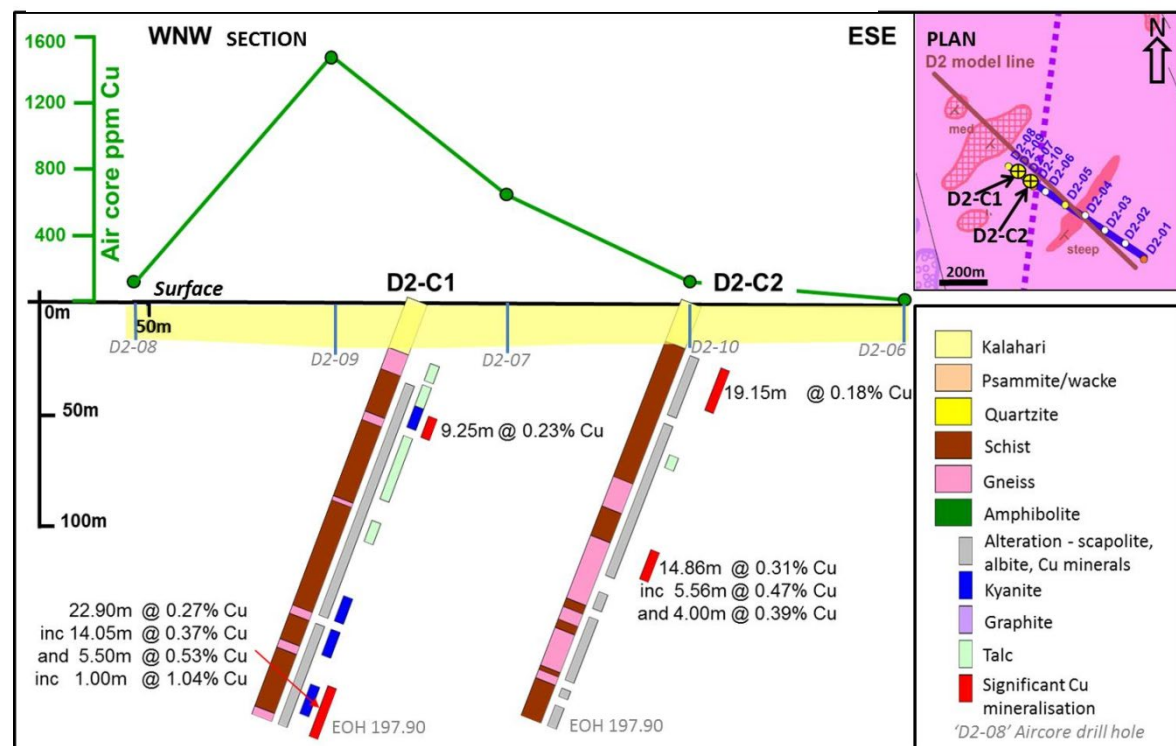 WNW SECTION
ESE
1600
1200
800
400
Air core ppm Cu
Surface
D2-C1
D2-C2
0m
50m
D2-08
D2-09
D2-07
D2-10
D2-06
50m
100m
9.25m @ 0.23% Cu
19.15m @ 0.18% Cu
14.86m @ 0.31% Cu
inc 5.56m @ 0.47% Cu
and 4.00m @ 0.39% Cu
22.90m @ 0.27% Cu
inc 14.05m @ 0.37% Cu
and 5.50m @ 0.53% Cu
inc 1.00m @ 1.04% Cu
EOH 197.90
EOH 197.90
PLAN
N
D2 model line
med
D2-08
D2-09
D2-07
D2-10
D2-06
D2-05
D2-04
D2-03
D2-02
D2-01
D2-C1
D2-C2
steep
200m
Kalahari
Psammite/wacke
Quartzite
Schist
Gneiss
Amphibolite
Alteration - scapolite,
albite, Cu minerals
Kyanite
Graphite
Talc
Significant Cu
mineralisation
'D2-08' Aircore drill hole